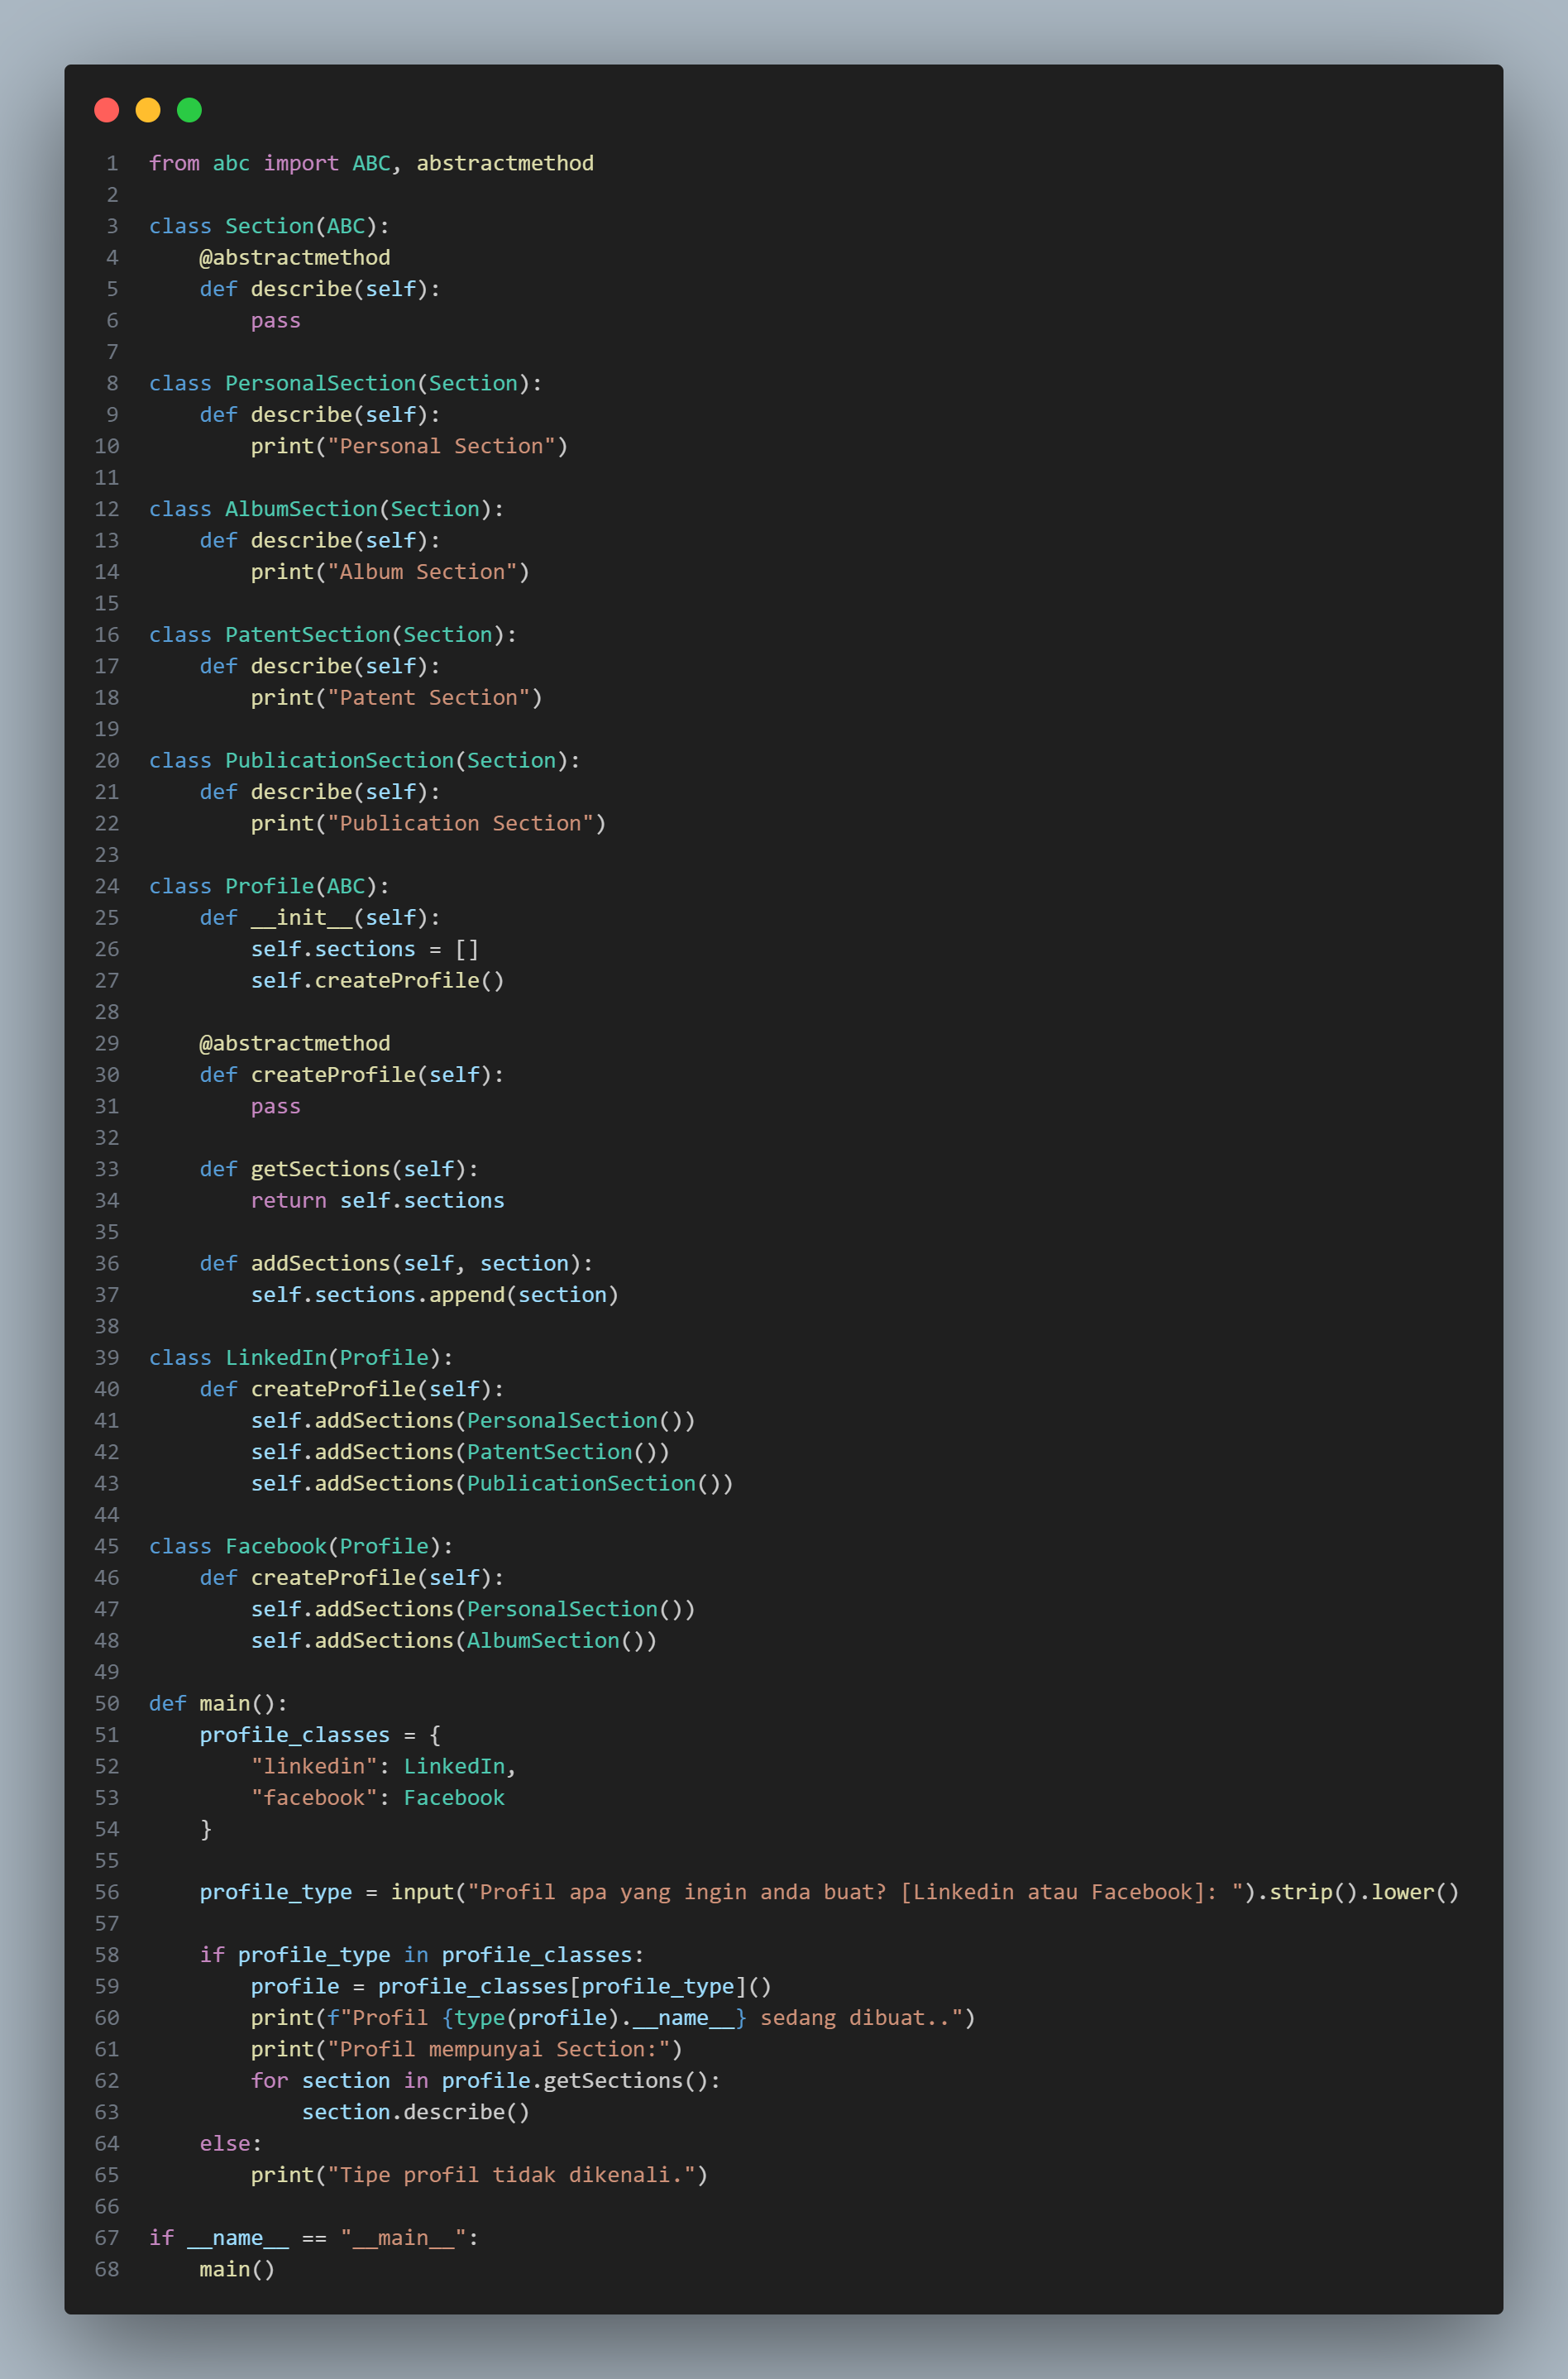 1 from abc import ABC, abstractmethod
2
3 class Section(ABC):
4     @abstractmethod
5     def describe(self):
6         pass
7
8 class PersonalSection(Section):
9     def describe(self):
10         print("Personal Section")
11
12 class AlbumSection(Section):
13     def describe(self):
14         print("Album Section")
15
16 class PatentSection(Section):
17     def describe(self):
18         print("Patent Section")
19
20 class PublicationSection(Section):
21     def describe(self):
22         print("Publication Section")
23
24 class Profile(ABC):
25     def __init__(self):
26         self.sections = []
27         self.createProfile()
28
29     @abstractmethod
30     def createProfile(self):
31         pass
32
33     def getSections(self):
34         return self.sections
35
36     def addSections(self, section):
37         self.sections.append(section)
38
39 class LinkedIn(Profile):
40     def createProfile(self):
41         self.addSections(PersonalSection())
42         self.addSections(PatentSection())
43         self.addSections(PublicationSection())
44
45 class Facebook(Profile):
46     def createProfile(self):
47         self.addSections(PersonalSection())
48         self.addSections(AlbumSection())
49
50 def main():
51     profile_classes = {
52         "linkedin": LinkedIn,
53         "facebook": Facebook
54     }
55
56     profile_type = input("Profil apa yang ingin anda buat? [Linkedin atau Facebook]: ").strip().lower()
57
58     if profile_type in profile_classes:
59         profile = profile_classes[profile_type]()
60         print(f"Profil {type(profile).__name__} sedang dibuat..")
61         print("Profil mempunyai Section:")
62         for section in profile.getSections():
63             section.describe()
64     else:
65         print("Tipe profil tidak dikenali.")
66
67 if __name__ == "__main__":
68     main()